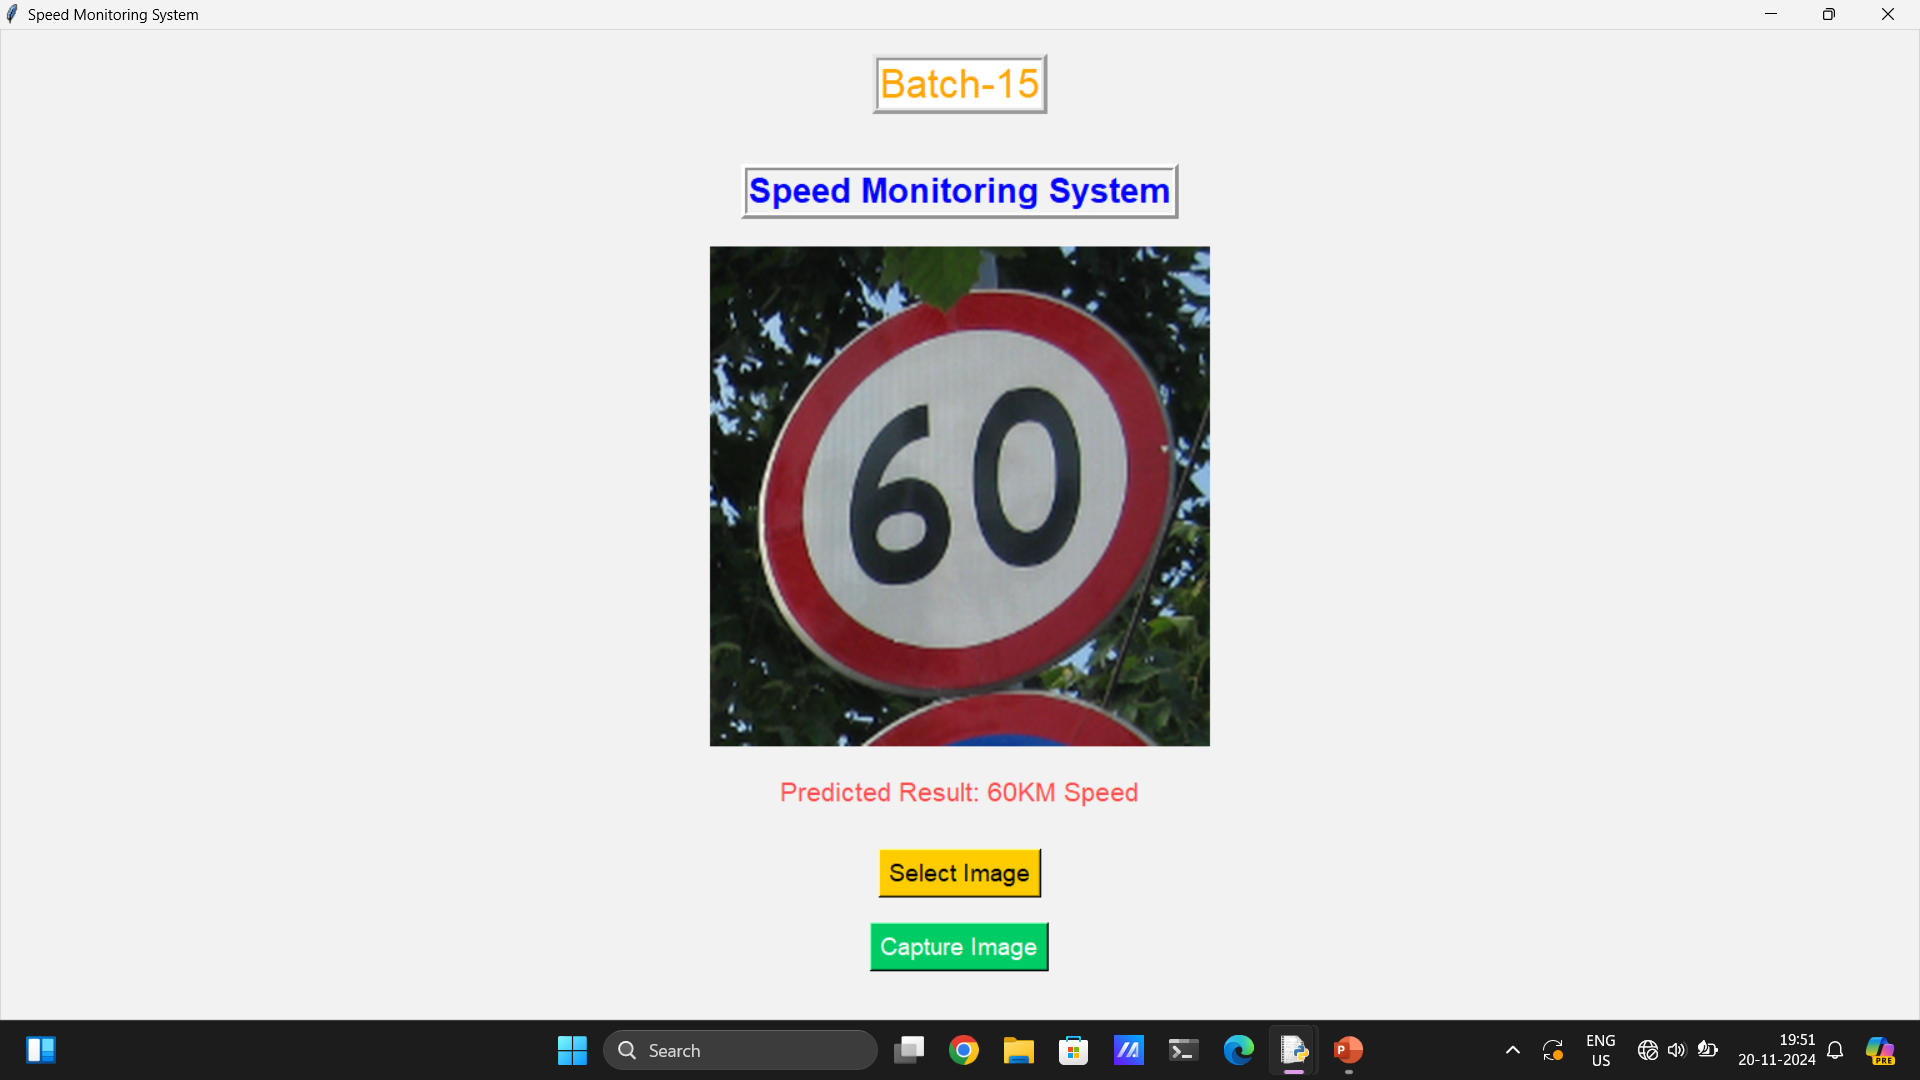 Speed Monitoring System
Batch-15
Speed Monitoring System
60
Predicted Result: 60KM Speed
Select Image
Capture Image
Search
ENG
US
19:51
20-11-2024
PRE